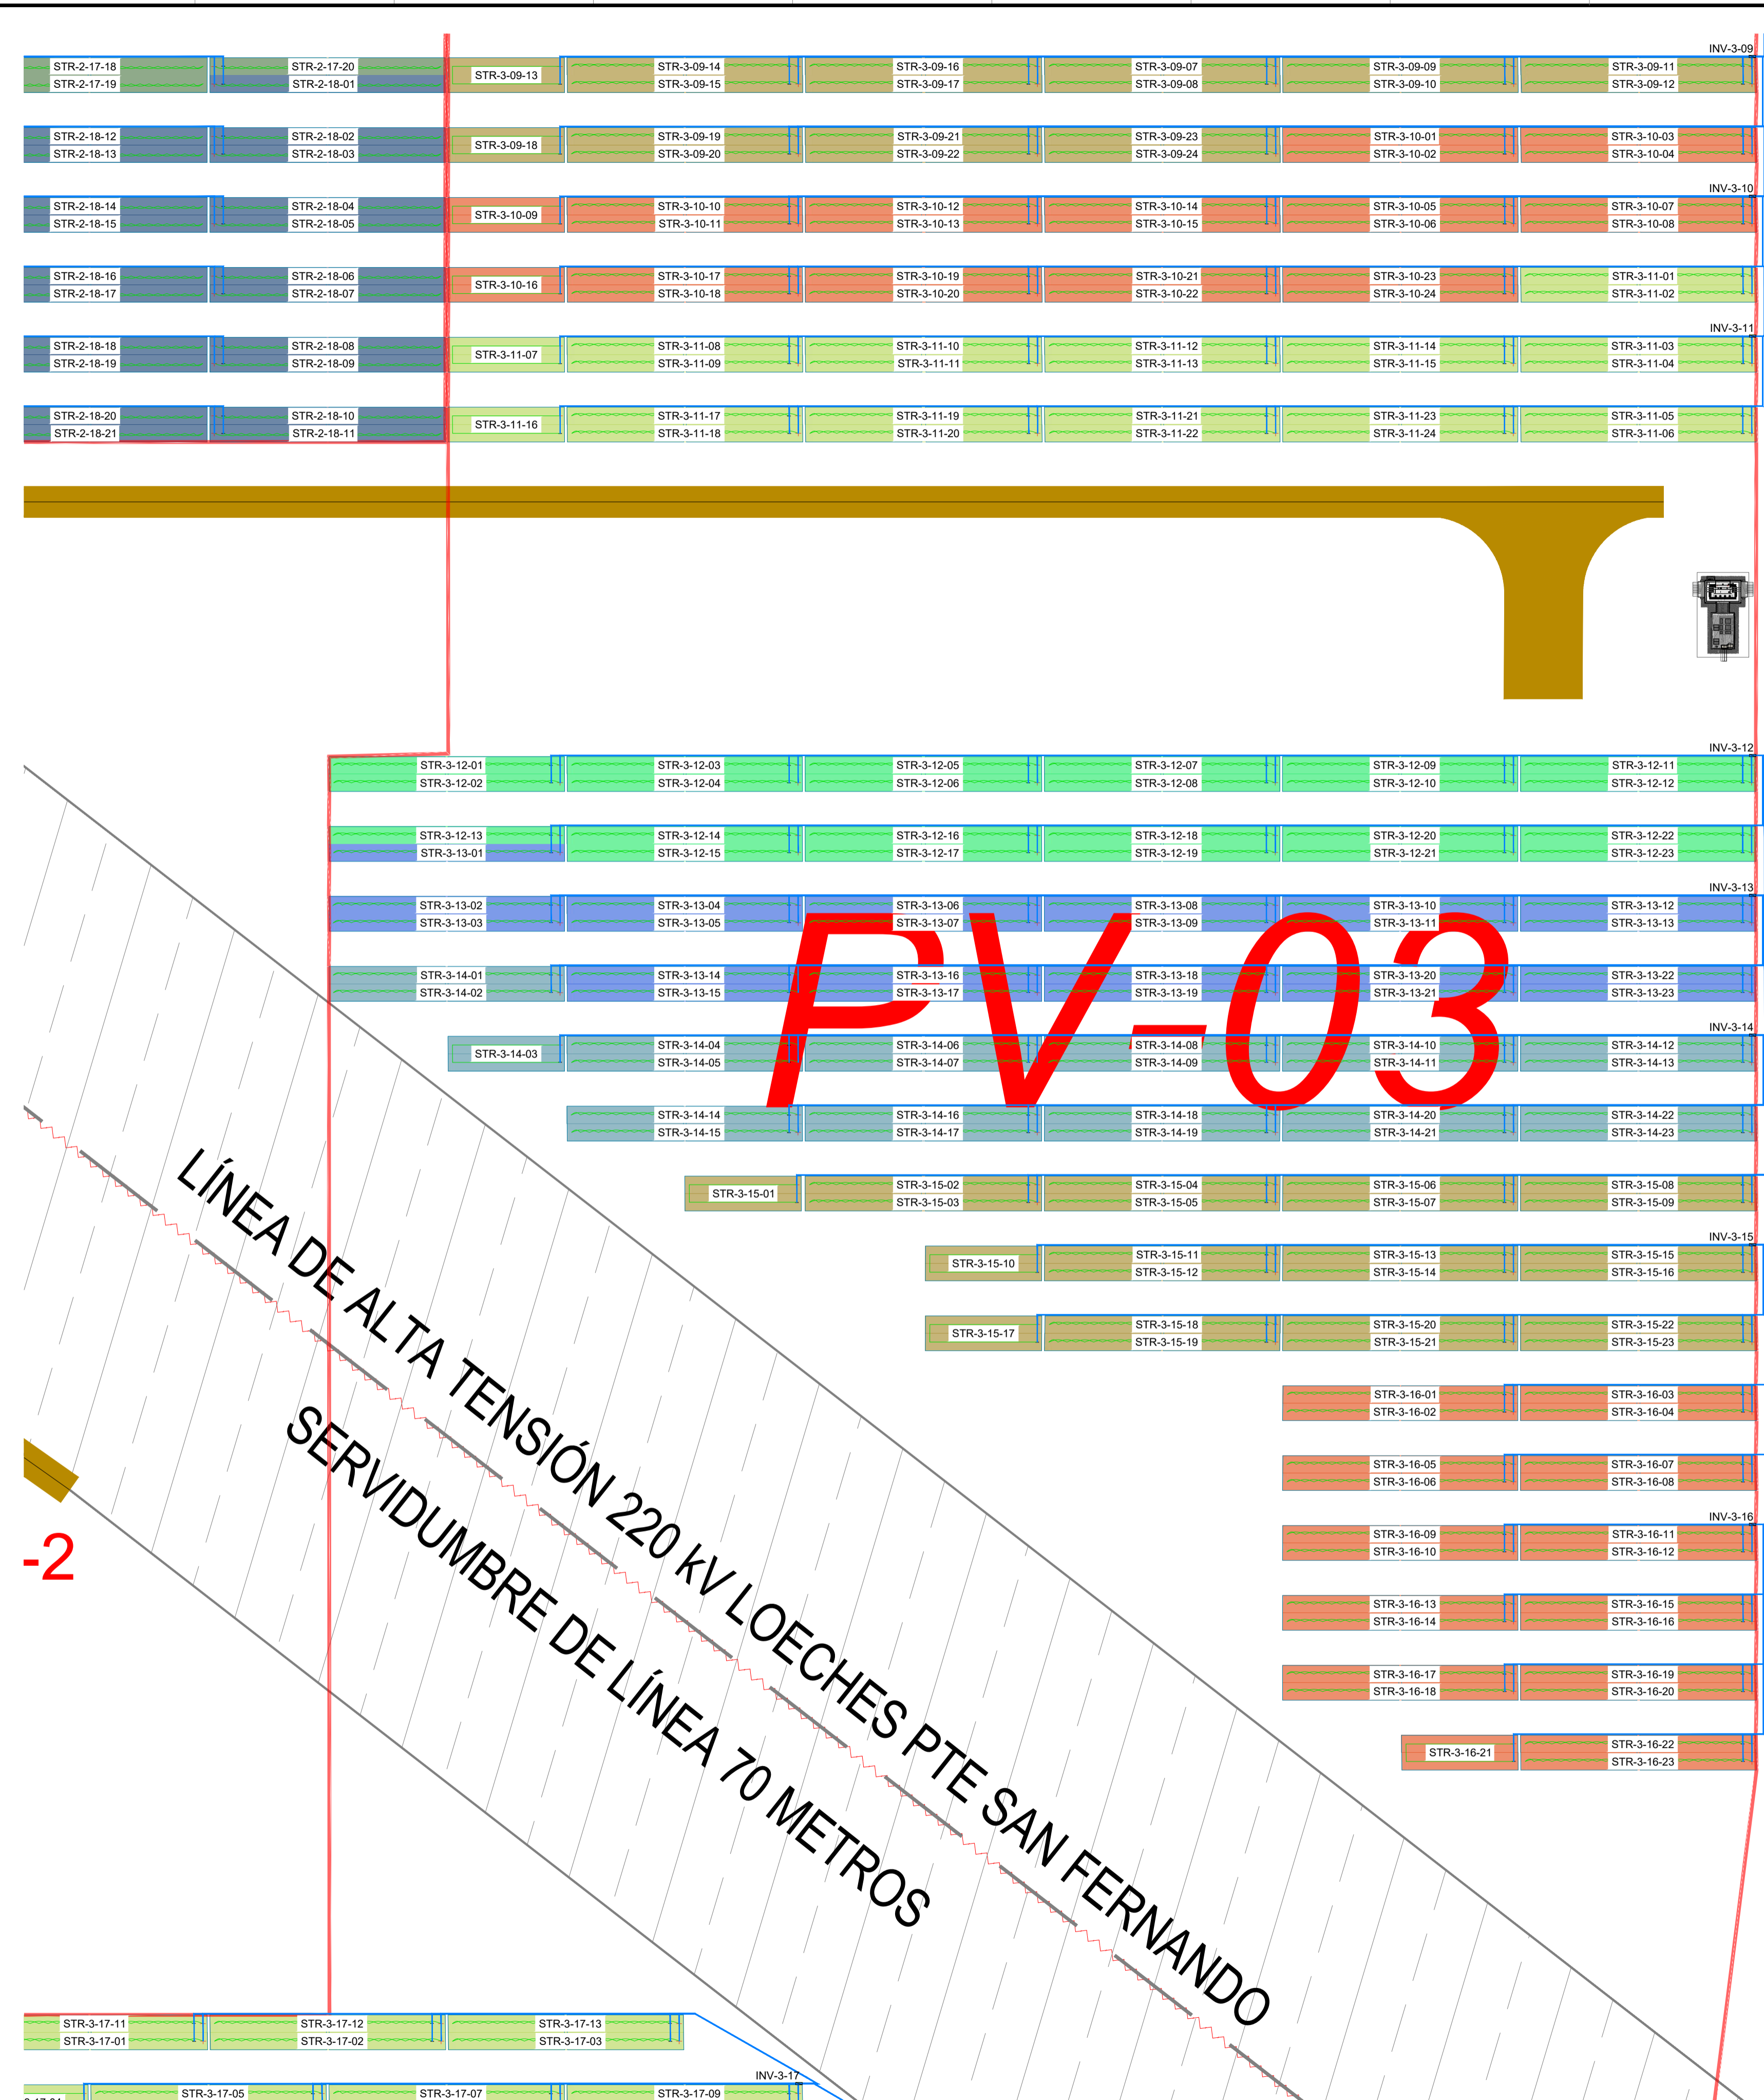 INV-3-09
STR-2-17-18 STR-2-17-20 STR-3-09-14 STR-3-09-16 STR-3-09-07 STR-3-09-09 STR-3-09-11
STR-3-09-13
STR-2-17-19 STR-2-18-01 STR-3-09-15 STR-3-09-17 STR-3-09-08 STR-3-09-10 STR-3-09-12
STR-2-18-12 STR-2-18-02 STR-3-09-19 STR-3-09-21 STR-3-09-23 STR-3-10-01 STR-3-10-03
STR-3-09-18
STR-2-18-13 STR-2-18-03 STR-3-09-20 STR-3-09-22 STR-3-09-24 STR-3-10-02 STR-3-10-04
INV-3-10
STR-2-18-14 STR-2-18-04 STR-3-10-10 STR-3-10-12 STR-3-10-14 STR-3-10-05 STR-3-10-07
STR-3-10-09
STR-2-18-15 STR-2-18-05 STR-3-10-11 STR-3-10-13 STR-3-10-15 STR-3-10-06 STR-3-10-08
STR-2-18-16 STR-2-18-06 STR-3-10-17 STR-3-10-19 STR-3-10-21 STR-3-10-23 STR-3-11-01
STR-3-10-16
STR-2-18-17 STR-2-18-07 STR-3-10-18 STR-3-10-20 STR-3-10-22 STR-3-10-24 STR-3-11-02
INV-3-11
STR-2-18-18 STR-2-18-08 STR-3-11-08 STR-3-11-10 STR-3-11-12 STR-3-11-14 STR-3-11-03
STR-3-11-07
STR-2-18-19 STR-2-18-09 STR-3-11-09 STR-3-11-11 STR-3-11-13 STR-3-11-15 STR-3-11-04
STR-2-18-20 STR-2-18-10 STR-3-11-17 STR-3-11-19 STR-3-11-21 STR-3-11-23 STR-3-11-05
STR-3-11-16
STR-2-18-21 STR-2-18-11 STR-3-11-18 STR-3-11-20 STR-3-11-22 STR-3-11-24 STR-3-11-06
INV-3-12
STR-3-12-01 STR-3-12-03 STR-3-12-05 STR-3-12-07 STR-3-12-09 STR-3-12-11
STR-3-12-02 STR-3-12-04 STR-3-12-06 STR-3-12-08 STR-3-12-10 STR-3-12-12
STR-3-12-13 STR-3-12-14 STR-3-12-16 STR-3-12-18 STR-3-12-20 STR-3-12-22
STR-3-13-01 STR-3-12-15 STR-3-12-17 STR-3-12-19 STR-3-12-21 STR-3-12-23
INV-3-13
STR-3-13-02 STR-3-13-04 STR-3-13-06 STR-3-13-08 STR-3-13-10 STR-3-13-12
STR-3-13-03 STR-3-13-05 STR-3-13-07 STR-3-13-09 STR-3-13-11 STR-3-13-13
PV-03
STR-3-14-01 STR-3-13-14 STR-3-13-16 STR-3-13-18 STR-3-13-20 STR-3-13-22
STR-3-14-02 STR-3-13-15 STR-3-13-17 STR-3-13-19 STR-3-13-21 STR-3-13-23
INV-3-14
STR-3-14-04 STR-3-14-06 STR-3-14-08 STR-3-14-10 STR-3-14-12
STR-3-14-03
STR-3-14-05 STR-3-14-07 STR-3-14-09 STR-3-14-11 STR-3-14-13
STR-3-14-14 STR-3-14-16 STR-3-14-18 STR-3-14-20 STR-3-14-22
STR-3-14-15 STR-3-14-17 STR-3-14-19 STR-3-14-21 STR-3-14-23
STR-3-15-02 STR-3-15-04 STR-3-15-06 STR-3-15-08
STR-3-15-01
STR-3-15-03 STR-3-15-05 STR-3-15-07 STR-3-15-09
INV-3-15
STR-3-15-11 STR-3-15-13 STR-3-15-15
STR-3-15-10
STR-3-15-12 STR-3-15-14 STR-3-15-16
STR-3-15-18 STR-3-15-20 STR-3-15-22
STR-3-15-17
STR-3-15-19 STR-3-15-21 STR-3-15-23
STR-3-16-01 STR-3-16-03
STR-3-16-02 STR-3-16-04
STR-3-16-05 STR-3-16-07
STR-3-16-06 STR-3-16-08
INV-3-16
STR-3-16-09 STR-3-16-11
STR-3-16-10 STR-3-16-12
STR-3-16-13 STR-3-16-15
STR-3-16-14 STR-3-16-16
STR-3-16-17 STR-3-16-19
STR-3-16-18 STR-3-16-20
STR-3-16-22
STR-3-16-21
STR-3-16-23
LÍNEA DE ALTA TENSIÓN 220 kV LOECHES PTE SAN FERNANDO
SERVIDUMBRE DE LÍNEA 70 METROS
-2
STR-3-17-11 STR-3-17-12 STR-3-17-13
STR-3-17-01 STR-3-17-02 STR-3-17-03
INV-3-17
STR-3-17-05 STR-3-17-07 STR-3-17-09